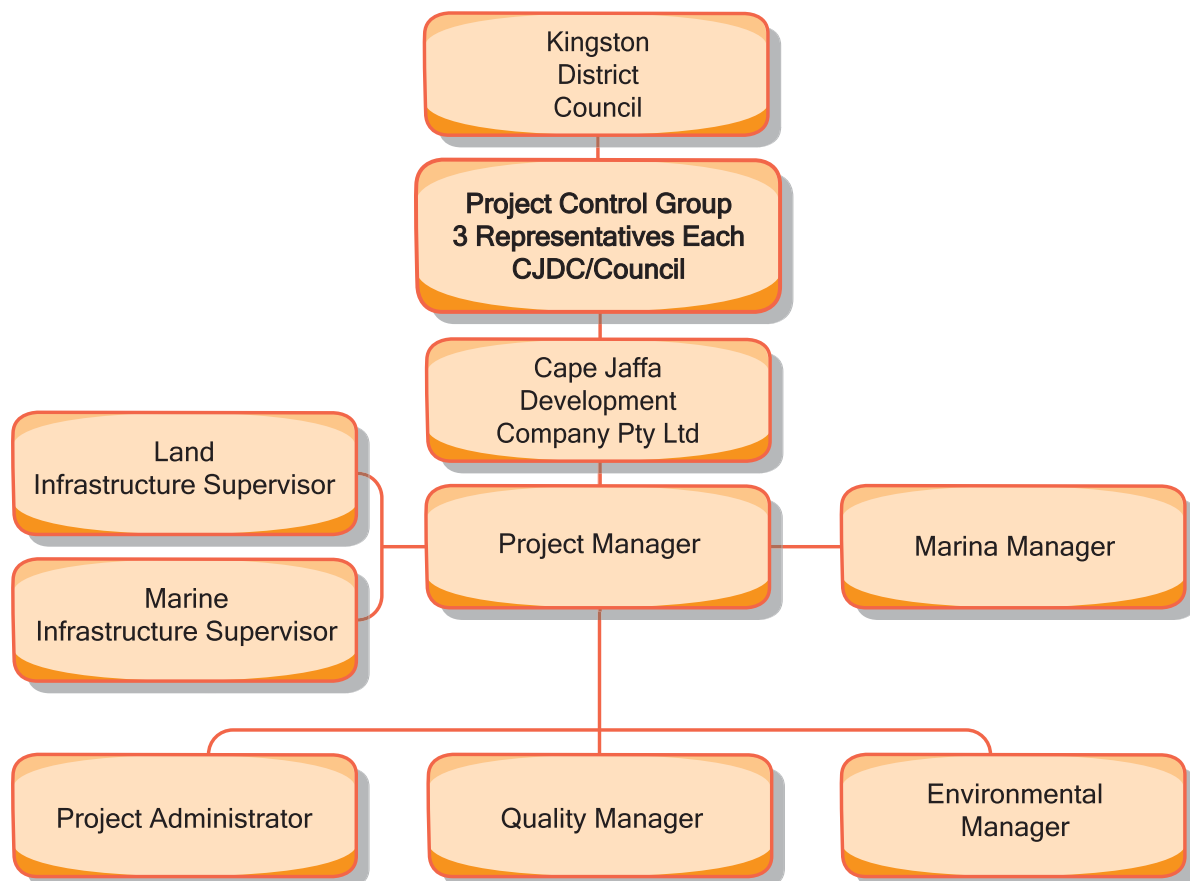 Kingston
District
Council
Project Control Group
3 Representatives Each
CJDC/Council
Cape Jaffa
Development
Company Pty Ltd
Land
Infrastructure Supervisor
Project Manager
Marina Manager
Marine
Infrastructure Supervisor
Project Administrator
Quality Manager
Environmental
Manager